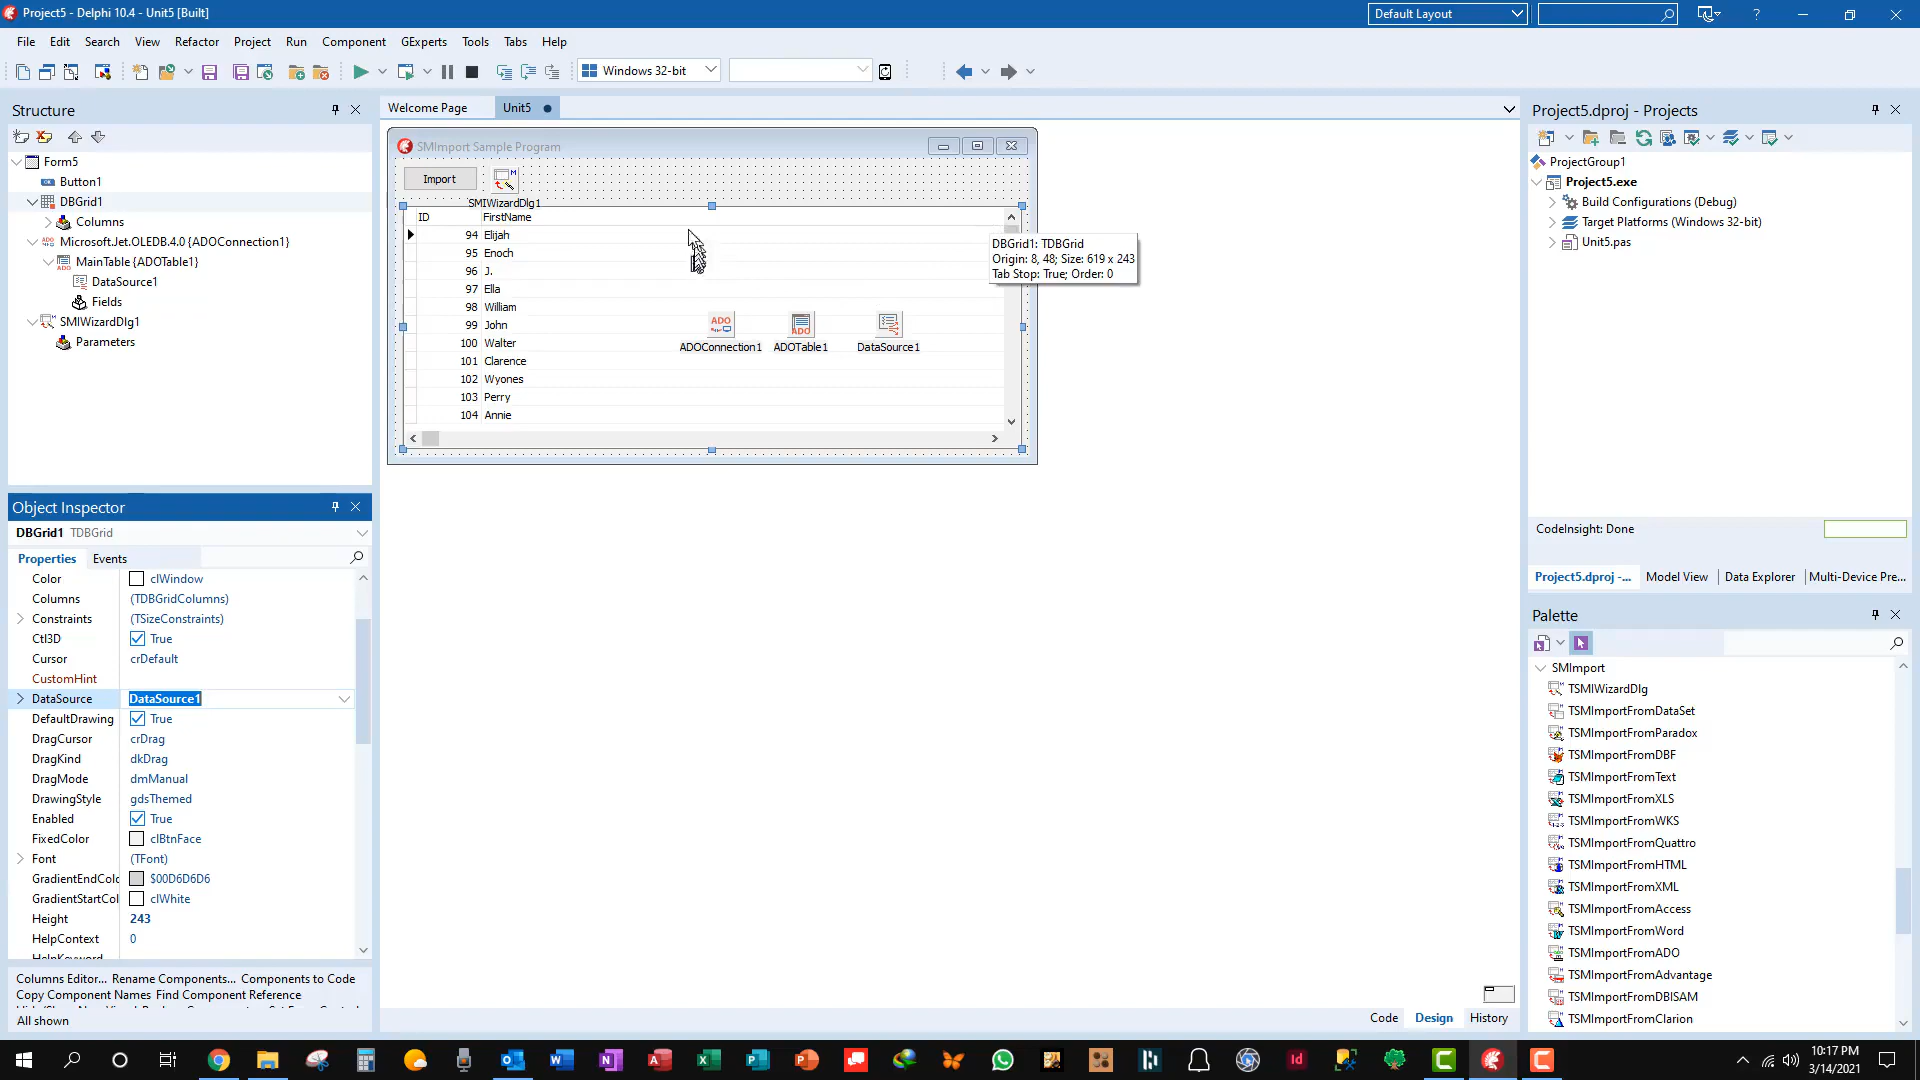 Project5 - Delphi 10.4 - Unit5 [Built]
Default Layout
File Edit Search View Refactor Project Run Component GExperts Tools Tabs Help
Windows 32-bit
Structure
Form5
Button1
DBGrid1
Columns
Microsoft.Jet.OLEDB.4.0 {ADOConnection1}
MainTable {ADOTable1}
DataSource1
Fields
SMIWizardDlg1
Parameters
Welcome Page Unit5
SMImport Sample Program
Import
SMIWizardDlg1
ID FirstName
94 Elijah
95 Enoch
96 J.
97 Ella
98 William
99 John
100 Walter
101 Clarence
102 Wyones
103 Perry
104 Annie
ADO
ADOConnection1
ADO
ADOTable1
DataSource1
DBGrid1: TDBGrid
Origin: 8, 48; Size: 619 x 243
Tab Stop: True; Order: 0
Object Inspector
DBGrid1 TDBGrid
Properties Events
Color clWindow
Columns (TDBGridColumns)
Constraints (TSizeConstraints)
Ctl3D True
Cursor crDefault
CustomHint
DataSource DataSource1
DefaultDrawing True
DragCursor crDrag
DragKind dkDrag
DragMode dmManual
DrawingStyle gdsThemed
Enabled True
FixedColor clBtnFace
Font (TFont)
GradientEndColo $00D6D6D6
GradientStartCol clWhite
Height 243
HelpContext 0
Columns Editor... Rename Components... Components to Code
Copy Component Names Find Component Reference
All shown
Code Design History
Project5.dproj - Projects
ProjectGroup1
Project5.exe
Build Configurations (Debug)
Target Platforms (Windows 32-bit)
Unit5.pas
CodeInsight: Done
Project5.dproj -... Model View Data Explorer Multi-Device Pre...
Palette
SMImport
TSMIWizardDlg
TSMImportFromDataSet
TSMImportFromParadox
TSMImportFromDBF
TSMImportFromText
TSMImportFromXLS
TSMImportFromWKS
TSMImportFromQuattro
TSMImportFromHTML
TSMImportFromXML
TSMImportFromAccess
TSMImportFromWord
TSMImportFromADO
TSMImportFromAdvantage
TSMImportFromDBISAM
TSMImportFromClarion
10:17 PM
3/14/2021